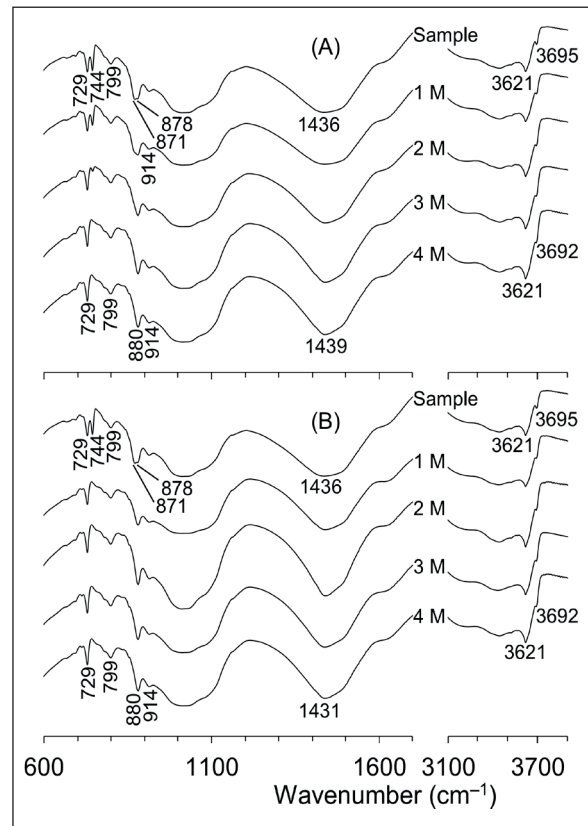 (A)
Sample
729
744
799
878
871
914
1436
3621
3695
1 M
2 M
3 M
4 M
729
799
880
914
1439
3621
3692
(B)
Sample
729
744
799
878
871
1436
3621
3695
1 M
2 M
3 M
4 M
729
799
880
914
1431
3621
3692
600 1100 1600 3100 3700
Wavenumber (cm⁻¹)